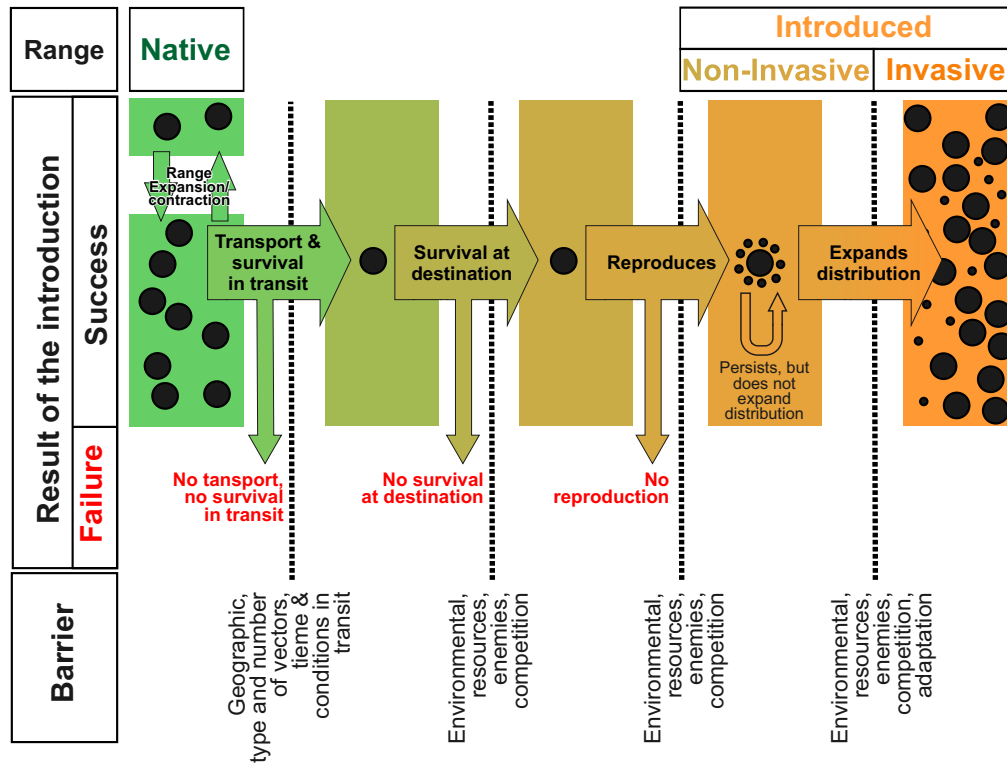 Range
Native
Introduced
Non-Invasive
Invasive
Result of the introduction
Success
Failure
Range
Expansion/
contraction
Transport &
survival
in transit
Survival at
destination
Reproduces
Expands
distribution
Persists, but
does not
expand
distribution
No tansport,
no survival
in transit
No survival
at destination
No
reproduction
Barrier
Geographic,
type and number
of vectors,
tieme &
conditions in
transit
Environmental,
resources,
enemies,
competition
Environmental,
resources,
enemies,
competition
Environmental,
resources,
enemies,
competition,
adaptation